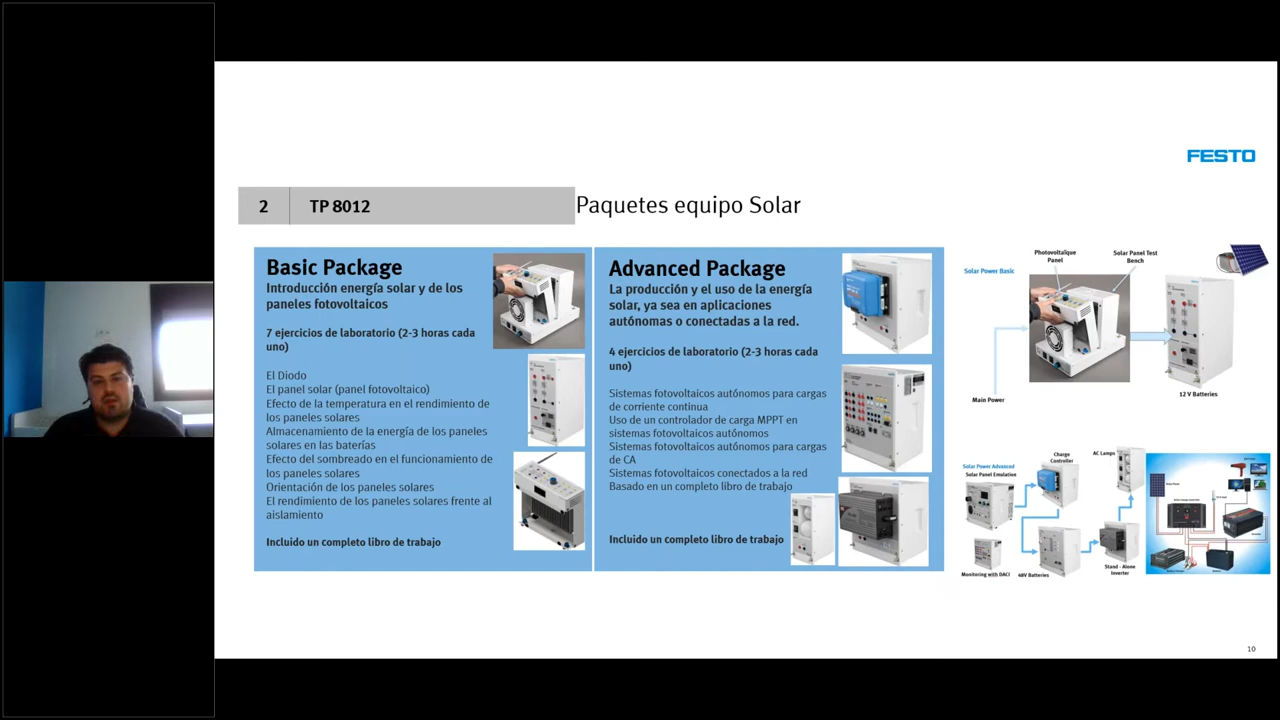 FESTO
2
TP 8012
Paquetes equipo Solar
Basic Package
Introducción energía solar y de los
paneles fotovoltaicos
7 ejercicios de laboratorio (2-3 horas cada
uno)
El Diodo
El panel solar (panel fotovoltaico)
Efecto de la temperatura en el rendimiento de
los paneles solares
Almacenamiento de la energía de los paneles
solares en las baterías
Efecto del sombreado en el funcionamiento de
los paneles solares
Orientación de los paneles solares
El rendimiento de los paneles solares frente al
aislamiento
Incluido un completo libro de trabajo
Advanced Package
La producción y el uso de la energía
solar, ya sea en aplicaciones
autónomas o conectadas a la red.
4 ejercicios de laboratorio (2-3 horas cada
uno)
Sistemas fotovoltaicos autónomos para cargas
de corriente continua
Uso de un controlador de carga MPPT en
sistemas fotovoltaicos autónomos
Sistemas fotovoltaicos autónomos para cargas
de CA
Sistemas fotovoltaicos conectados a la red
Basado en un completo libro de trabajo
Incluido un completo libro de trabajo
Solar Power Basic
Photovoltaïque
Panel
Solar Panel Test
Bench
Main Power
12 V Batteries
Solar Power Advanced
Solar Panel Emulation
Charge
Controller
AC Lamps
Monitoring with DACI
48V Batteries
Stand - Alone
Inverter
10